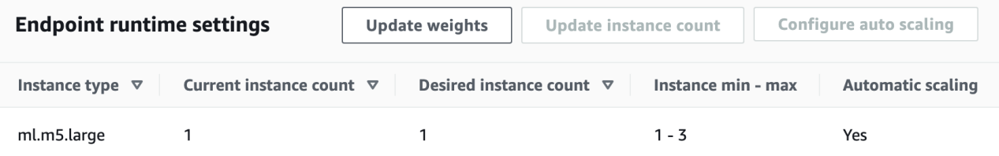 Endpoint runtime settings Update weights Update instance count Configure auto scaling
Instance type Current instance count Desired instance count Instance min - max Automatic scaling
ml.m5.large 1 1 1 - 3 Yes